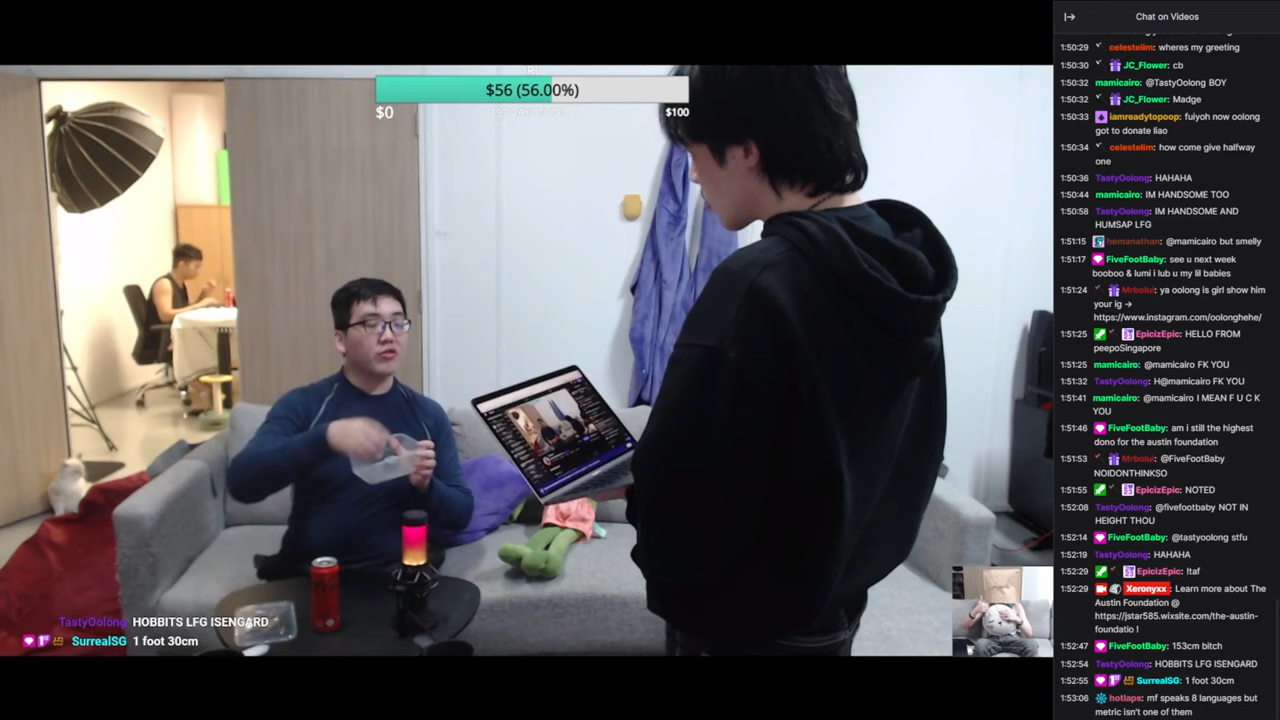 $56 (56.00%)
$0
$100
TastyOolong: HOBBITS LFG ISENGARD
SurrealSG: 1 foot 30cm
Chat on Videos
1:50:29 celestelim: wheres my greeting
1:50:30 JC_Flower: cb
1:50:32 mamicairo: @TastyOolong BOY
1:50:32 JC_Flower: Madge
1:50:33 iamreadytopoop: fuiyoh now oolong
got to donate liao
1:50:34 celestelim: how come give halfway
one
1:50:36 TastyOolong: HAHAHA
1:50:44 mamicairo: IM HANDSOME TOO
1:50:58 TastyOolong: IM HANDSOME AND
HUMSAP LFG
1:51:15 hemanathan: @mamicairo but smelly
1:51:17 FiveFootBaby: see u next week
booboo & lumi i lub u my lil babies
1:51:24 Mrbolui: ya oolong is girl show him
your ig →
https://www.instagram.com/oolonghehe/
1:51:25 EpicizEpic: HELLO FROM
peepoSingapore
1:51:25 mamicairo: @mamicairo FK YOU
1:51:32 TastyOolong: H@mamicairo FK YOU
1:51:41 mamicairo: @mamicairo I MEAN F U C K
YOU
1:51:46 FiveFootBaby: am i still the highest
dono for the austin foundation
1:51:53 Mrbolui: @FiveFootBaby
NOIDONTHINKSO
1:51:55 EpicizEpic: NOTED
1:52:08 TastyOolong: @fivefootbaby NOT IN
HEIGHT THOU
1:52:14 FiveFootBaby: @tastyoolong stfu
1:52:19 TastyOolong: HAHAHA
1:52:29 EpicizEpic: !taf
1:52:29 Xeronyxx: Learn more about The
Austin Foundation @
https://jstar585.wixsite.com/the-austin-
foundatio !
1:52:47 FiveFootBaby: 153cm bitch
1:52:54 TastyOolong: HOBBITS LFG ISENGARD
1:52:55 SurrealSG: 1 foot 30cm
1:53:06 hotlaps: mf speaks 8 languages but
metric isn't one of them